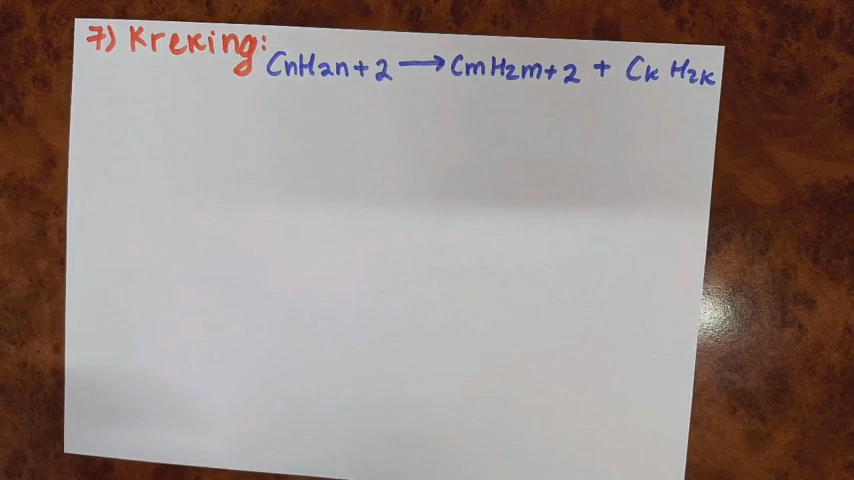 7) Kreking: CnH2n+2 → CmH2m+2 + CkH2k